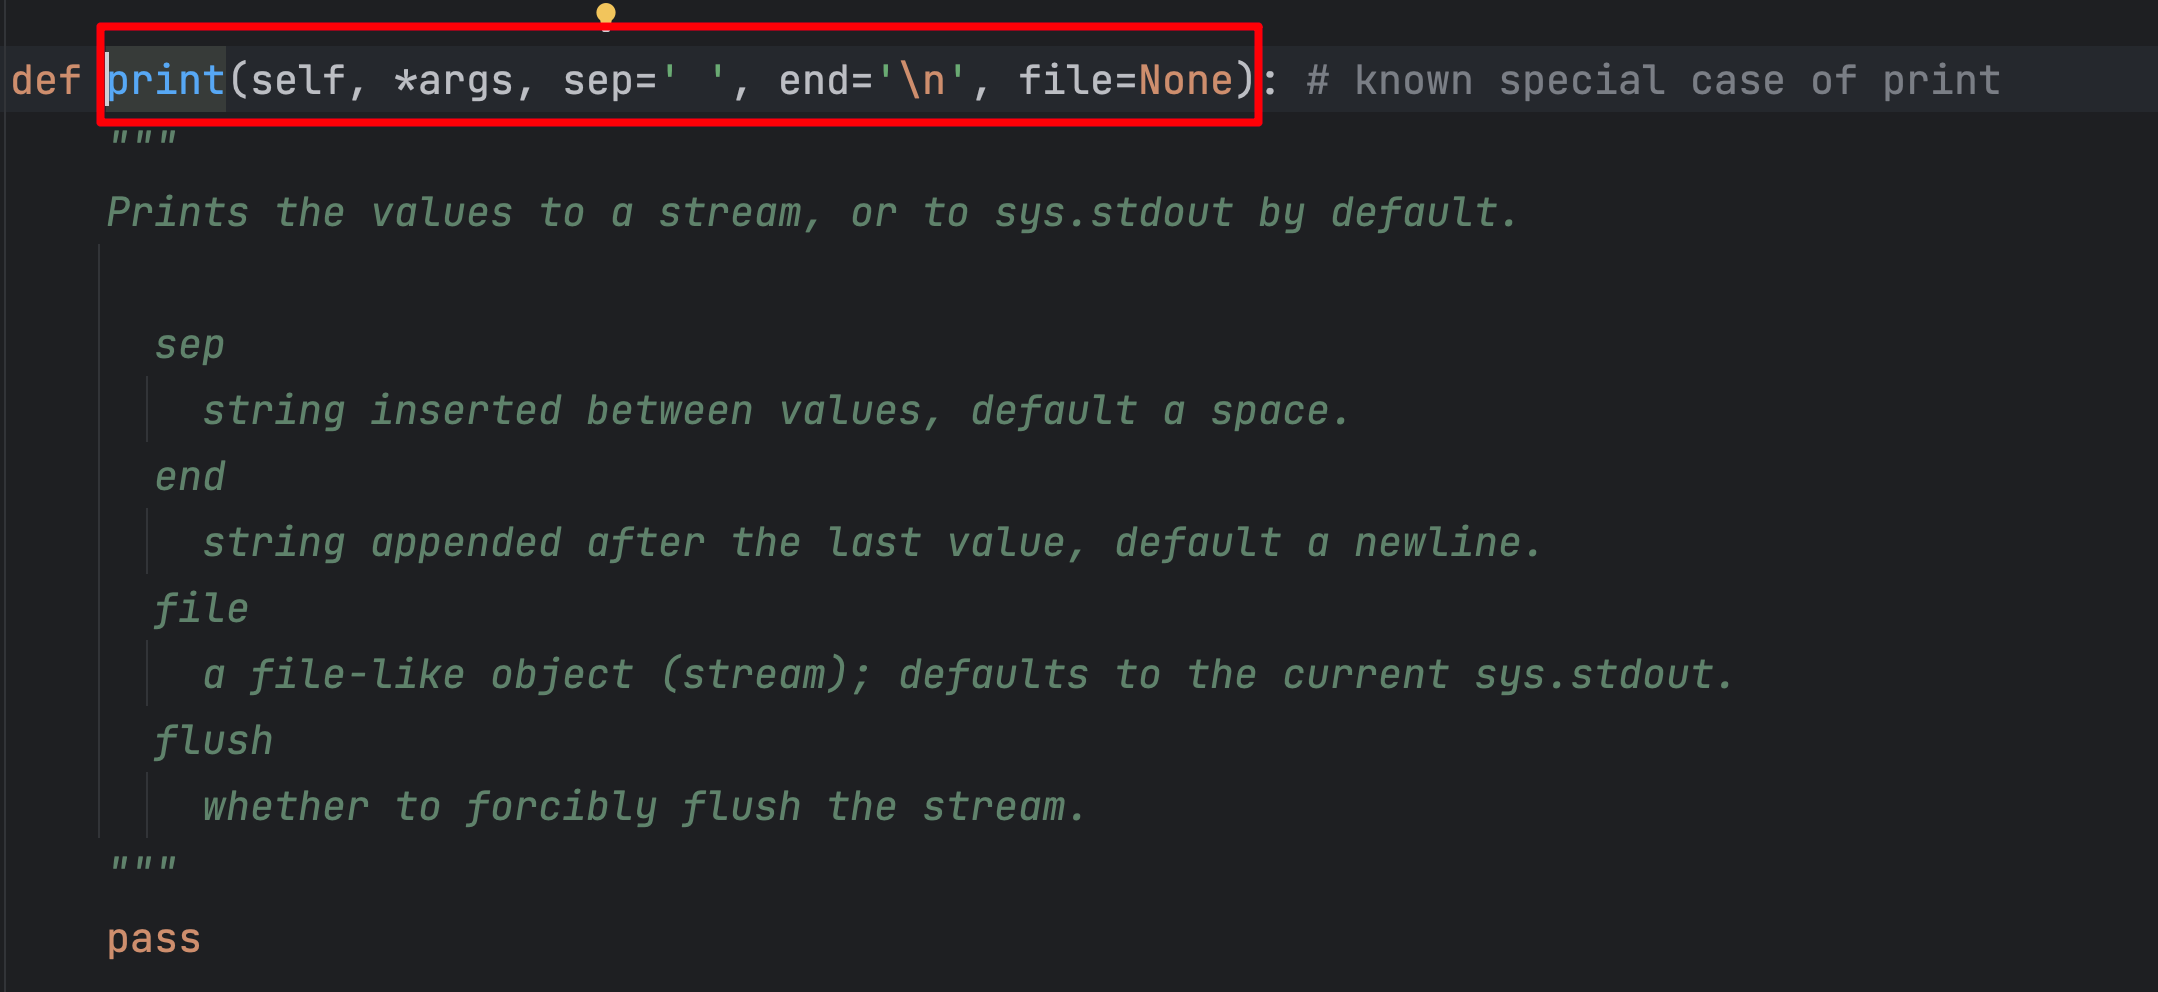 def print(self, *args, sep=' ', end='\n', file=None): # known special case of print
"""
Prints the values to a stream, or to sys.stdout by default.
sep
string inserted between values, default a space.
end
string appended after the last value, default a newline.
file
a file-like object (stream); defaults to the current sys.stdout.
flush
whether to forcibly flush the stream.
"""
pass